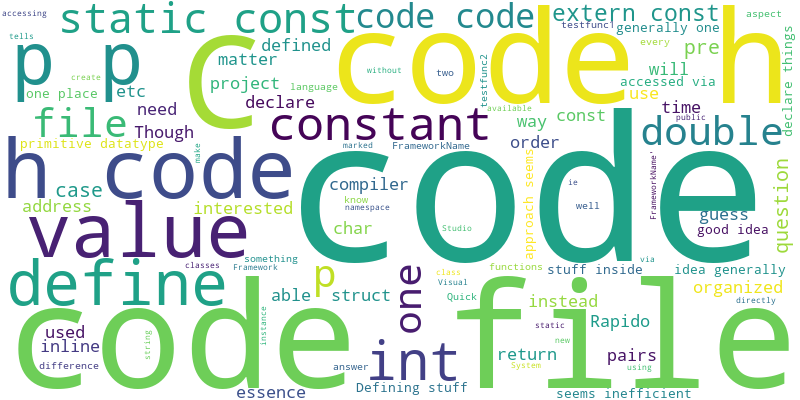 accessing
static const
code code
extern const
aspect
testfunc1
generally one
tells
p p
C
code h
defined
matter
etc
project
language
create
without
two
every
pre
one place
declare
testfunc2
will
accessed via
use
declare things
available
public
file
need
Though
constant
way
const
time
double
primitive datatype
make
marked
FrameworkName
order
h code
case
compiler
ie
approach seems
FrameworkName'
question
address
interested
know
namespace
well
guess
value
char
Studio
code
good idea
something
via
classes
Framework
functions
stuff inside
idea generally
define
able
struct
p
one
class
Visual
Quick
instead
organized
directly
code file
used
inline
string
instance
static
new
Rapido
difference
int
return
pairs
answer
System
using
essence
Defining stuff
seems inefficient